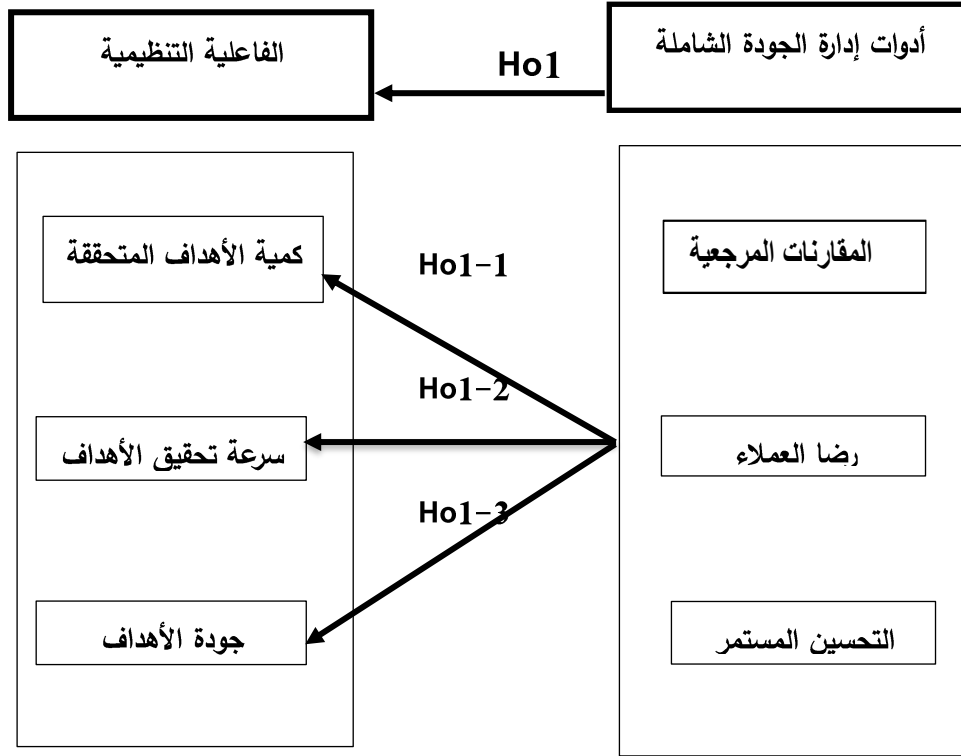 أدوات إدارة الجودة الشاملة
Ho1
الفاعلية التنظيمية
المقارنات المرجعية
Ho1-1
كمية الأهداف المتحققة
رضا العملاء
Ho1-2
سرعة تحقيق الأهداف
التحسين المستمر
Ho1-3
جودة الأهداف